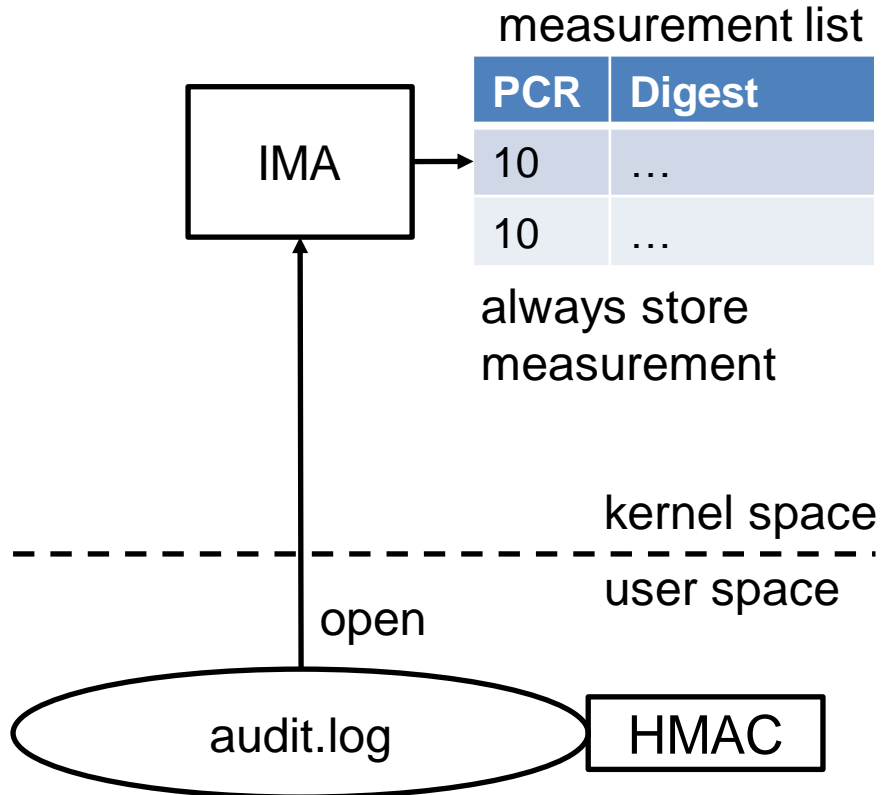 measurement list
PCR Digest
IMA
10 …
10 …
always store
measurement
kernel space
user space
open
audit.log
HMAC